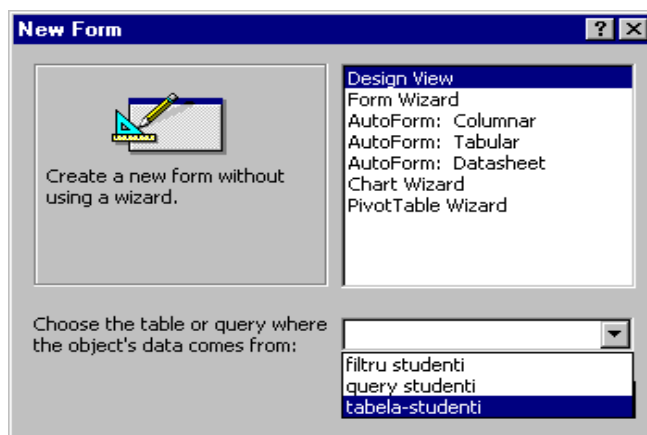 New Form
Design View
Form Wizard
AutoForm: Columnar
AutoForm: Tabular
AutoForm: Datasheet
Chart Wizard
PivotTable Wizard
Create a new form without
using a wizard.
Choose the table or query where
the object's data comes from:
filtru studenti
query studenti
tabela-studenti